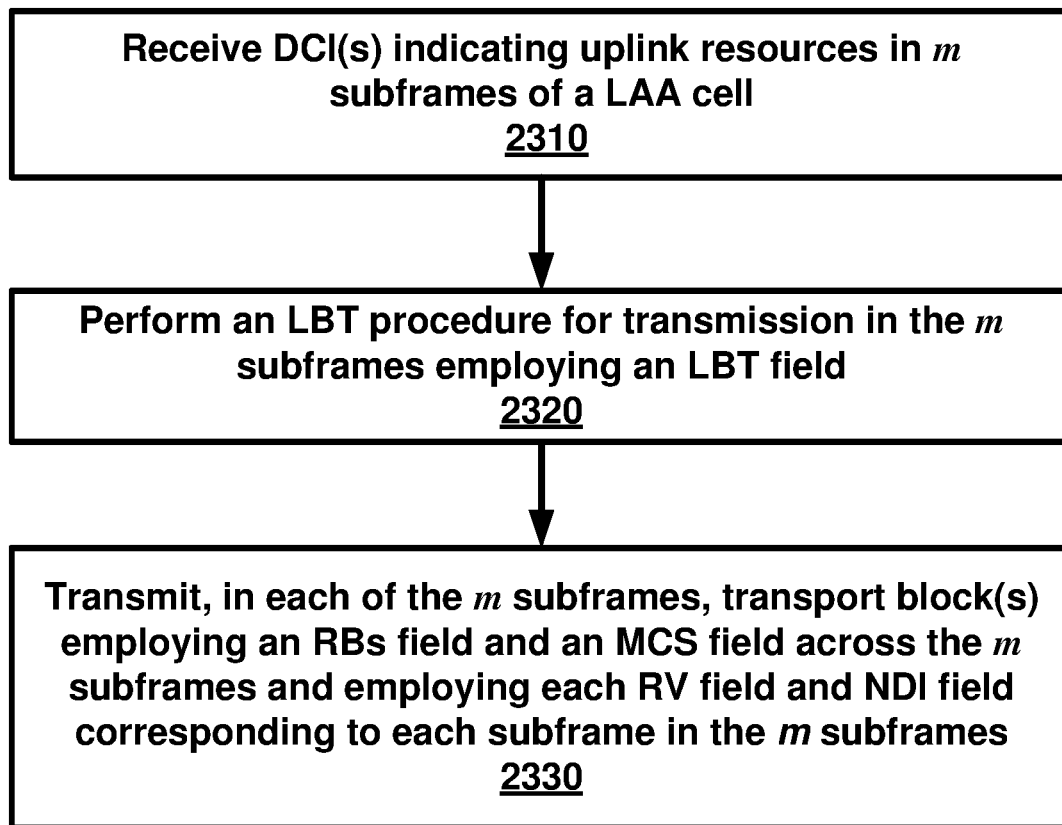 Receive DCI(s) indicating uplink resources in m
subframes of a LAA cell
2310
Perform an LBT procedure for transmission in the m
subframes employing an LBT field
2320
Transmit, in each of the m subframes, transport block(s)
employing an RBs field and an MCS field across the m
subframes and employing each RV field and NDI field
corresponding to each subframe in the m subframes
2330